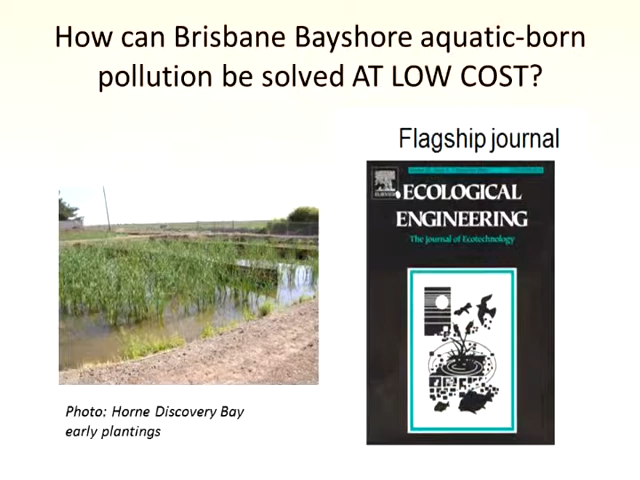 How can Brisbane Bayshore aquatic-born
pollution be solved AT LOW COST?
Flagship journal
ELSEVIER
ECOLOGICAL
ENGINEERING
The Journal of Ecotechnology
Photo: Horne Discovery Bay
early plantings